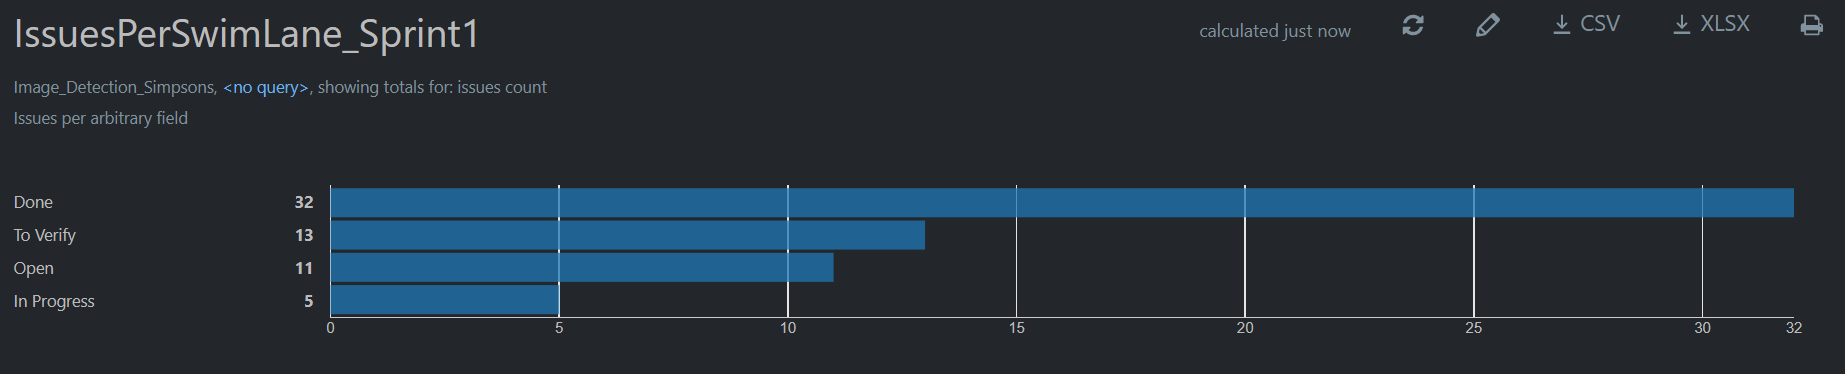 IssuesPerSwimLane_Sprint1
calculated just now
CSV
XLSX
Image_Detection_Simpsons, <no query>, showing totals for: issues count
Issues per arbitrary field
Done 32
To Verify 13
Open 11
In Progress 5
0 5 10 15 20 25 30 32